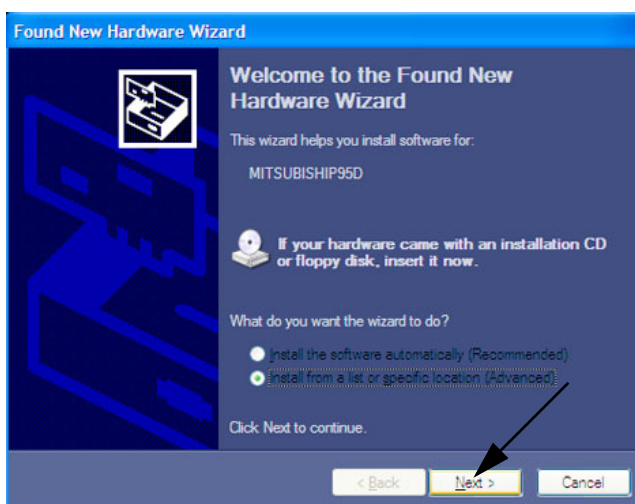 Found New Hardware Wizard
Welcome to the Found New
Hardware Wizard
This wizard helps you install software for:
MITSUBISHIP95D
If your hardware came with an installation CD
or floppy disk, insert it now.
What do you want the wizard to do?
Install the software automatically (Recommended)
Install from a list or specific location (Advanced)
Click Next to continue.
< Back
Next >
Cancel